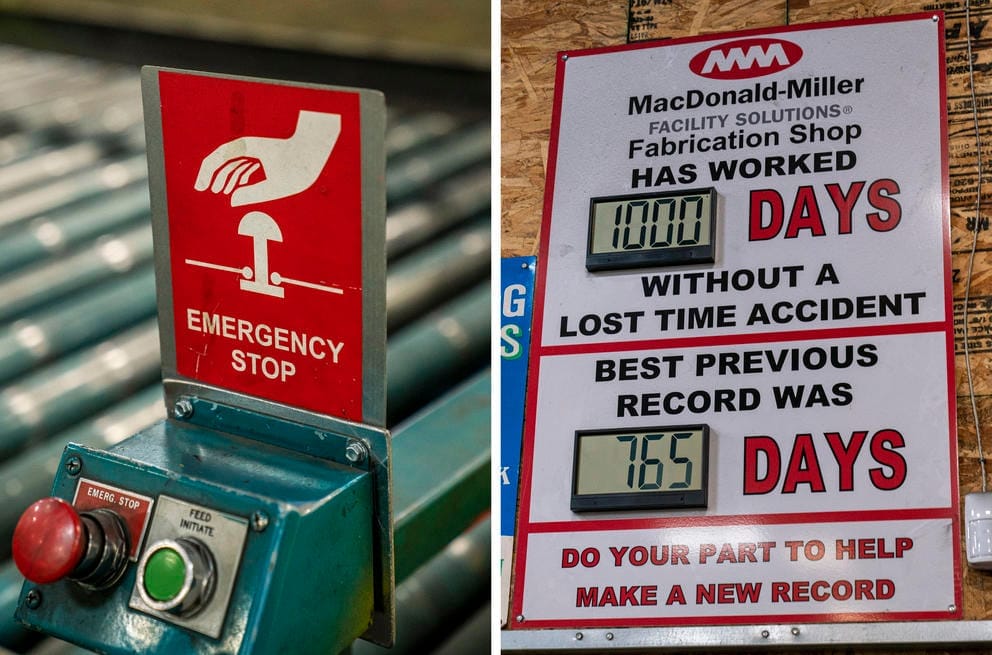 EMERGENCY
STOP
EMERG. STOP
FEED
INITIATE
MacDonald-Miller
FACILITY SOLUTIONS®
Fabrication Shop
HAS WORKED
1000 DAYS
WITHOUT A
LOST TIME ACCIDENT
BEST PREVIOUS
RECORD WAS
765 DAYS
DO YOUR PART TO HELP
MAKE A NEW RECORD
G
S
K
MR